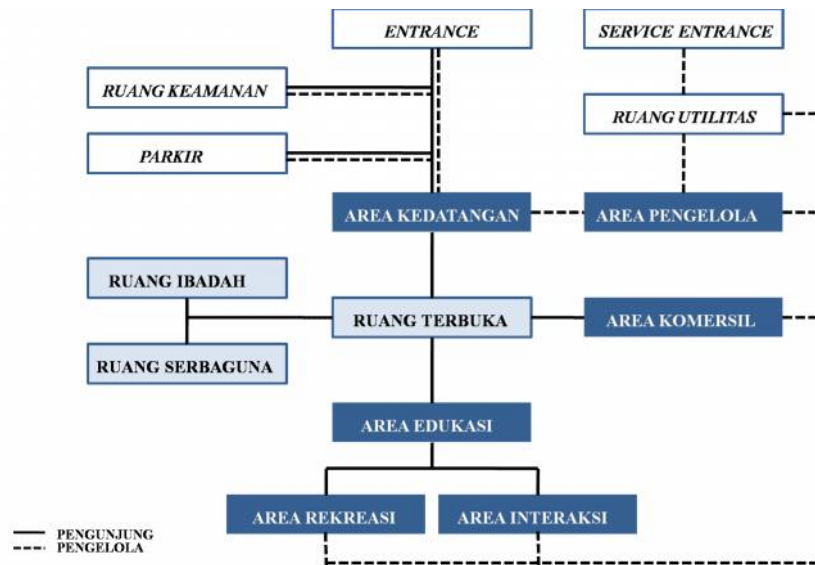 ENTRANCE
SERVICE ENTRANCE
RUANG KEAMANAN
RUANG UTILITAS
PARKIR
AREA KEDATANGAN
AREA PENGELOLA
RUANG IBADAH
RUANG TERBUKA
AREA KOMERSIL
RUANG SERBAGUNA
AREA EDUKASI
AREA REKREASI
AREA INTERAKSI
PENGUNJUNG
PENGELOLA